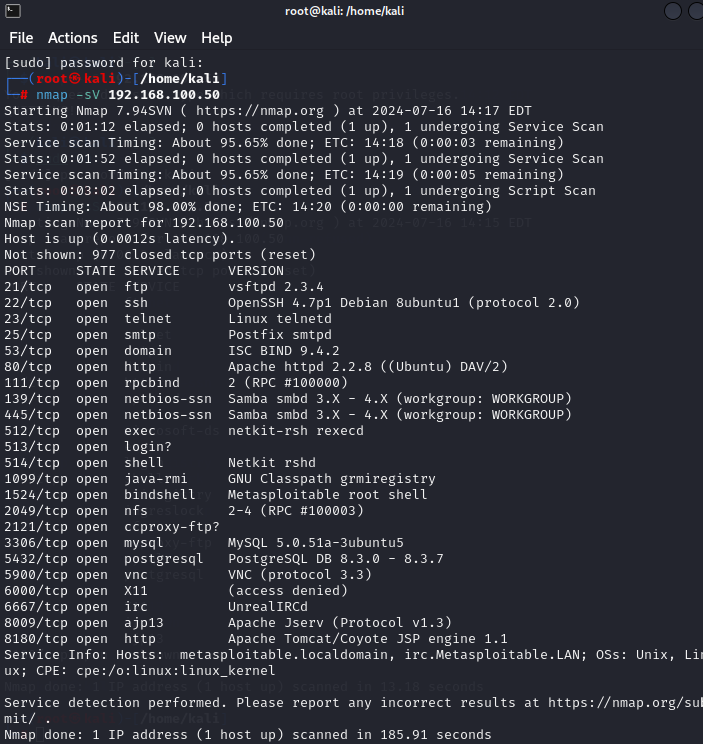 root@kali: /home/kali
File Actions Edit View Help
[sudo] password for kali:
┌──(root㉿kali)-[/home/kali]
└─# nmap -sV 192.168.100.50
Starting Nmap 7.94SVN ( https://nmap.org ) at 2024-07-16 14:17 EDT
Stats: 0:01:12 elapsed; 0 hosts completed (1 up), 1 undergoing Service Scan
Service scan Timing: About 95.65% done; ETC: 14:18 (0:00:03 remaining)
Stats: 0:01:52 elapsed; 0 hosts completed (1 up), 1 undergoing Service Scan
Service scan Timing: About 95.65% done; ETC: 14:19 (0:00:05 remaining)
Stats: 0:03:02 elapsed; 0 hosts completed (1 up), 1 undergoing Script Scan
NSE Timing: About 98.00% done; ETC: 14:20 (0:00:00 remaining)
Nmap scan report for 192.168.100.50
Host is up (0.0012s latency).
Not shown: 977 closed tcp ports (reset)
PORT     STATE SERVICE     VERSION
21/tcp   open  ftp         vsftpd 2.3.4
22/tcp   open  ssh         OpenSSH 4.7p1 Debian 8ubuntu1 (protocol 2.0)
23/tcp   open  telnet      Linux telnetd
25/tcp   open  smtp        Postfix smtpd
53/tcp   open  domain      ISC BIND 9.4.2
80/tcp   open  http        Apache httpd 2.2.8 ((Ubuntu) DAV/2)
111/tcp  open  rpcbind     2 (RPC #100000)
139/tcp  open  netbios-ssn Samba smbd 3.X - 4.X (workgroup: WORKGROUP)
445/tcp  open  netbios-ssn Samba smbd 3.X - 4.X (workgroup: WORKGROUP)
512/tcp  open  exec        netkit-rsh rexecd
513/tcp  open  login?
514/tcp  open  shell       Netkit rshd
1099/tcp open  java-rmi    GNU Classpath grmiregistry
1524/tcp open  bindshell   Metasploitable root shell
2049/tcp open  nfs         2-4 (RPC #100003)
2121/tcp open  ccproxy-ftp?
3306/tcp open  mysql       MySQL 5.0.51a-3ubuntu5
5432/tcp open  postgresql  PostgreSQL DB 8.3.0 - 8.3.7
5900/tcp open  vnc         VNC (protocol 3.3)
6000/tcp open  X11         (access denied)
6667/tcp open  irc         UnrealIRCd
8009/tcp open  ajp13       Apache Jserv (Protocol v1.3)
8180/tcp open  http        Apache Tomcat/Coyote JSP engine 1.1
Service Info: Hosts:  metasploitable.localdomain, irc.Metasploitable.LAN; OSs: Unix, Lin
ux; CPE: cpe:/o:linux:linux_kernel
Nmap done: 1 IP address (1 host up) scanned in 13.18 seconds
Service detection performed. Please report any incorrect results at https://nmap.org/sub
mit/ .
Nmap done: 1 IP address (1 host up) scanned in 185.91 seconds